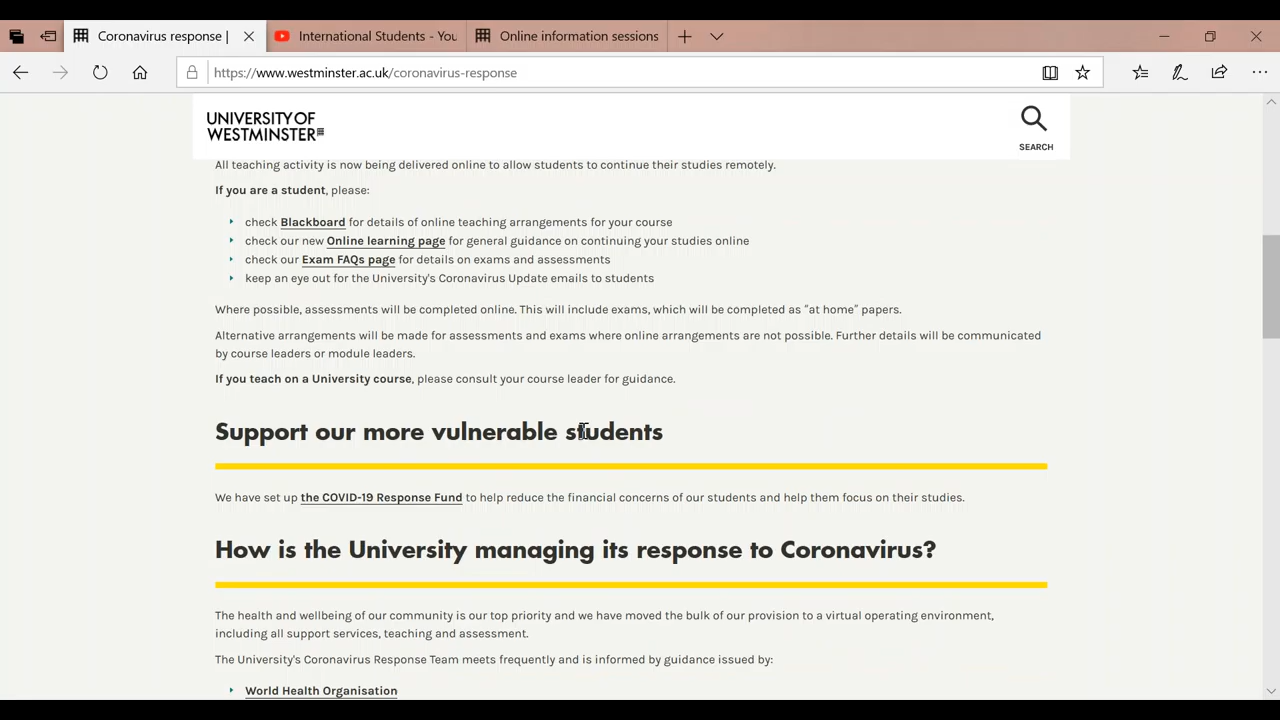 Coronavirus response |
International Students - You
Online information sessions
https://www.westminster.ac.uk/coronavirus-response
UNIVERSITY OF
WESTMINSTER
SEARCH
All teaching activity is now being delivered online to allow students to continue their studies remotely.
If you are a student, please:
check Blackboard for details of online teaching arrangements for your course
check our new Online learning page for general guidance on continuing your studies online
check our Exam FAQs page for details on exams and assessments
keep an eye out for the University's Coronavirus Update emails to students
Where possible, assessments will be completed online. This will include exams, which will be completed as "at home" papers.
Alternative arrangements will be made for assessments and exams where online arrangements are not possible. Further details will be communicated
by course leaders or module leaders.
If you teach on a University course, please consult your course leader for guidance.
Support our more vulnerable students
We have set up the COVID-19 Response Fund to help reduce the financial concerns of our students and help them focus on their studies.
How is the University managing its response to Coronavirus?
The health and wellbeing of our community is our top priority and we have moved the bulk of our provision to a virtual operating environment,
including all support services, teaching and assessment.
The University's Coronavirus Response Team meets frequently and is informed by guidance issued by:
World Health Organisation